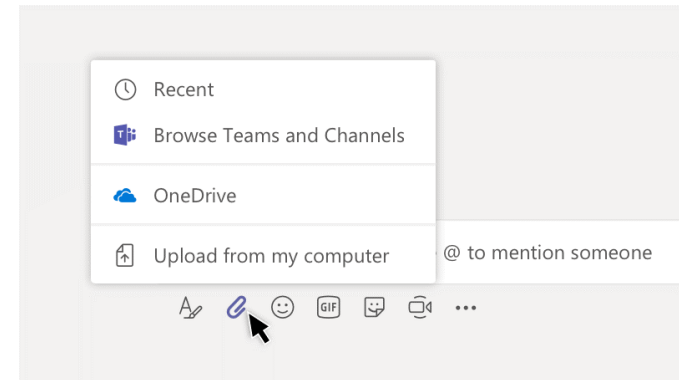 Recent
Browse Teams and Channels
OneDrive
Upload from my computer
@ to mention someone
GIF